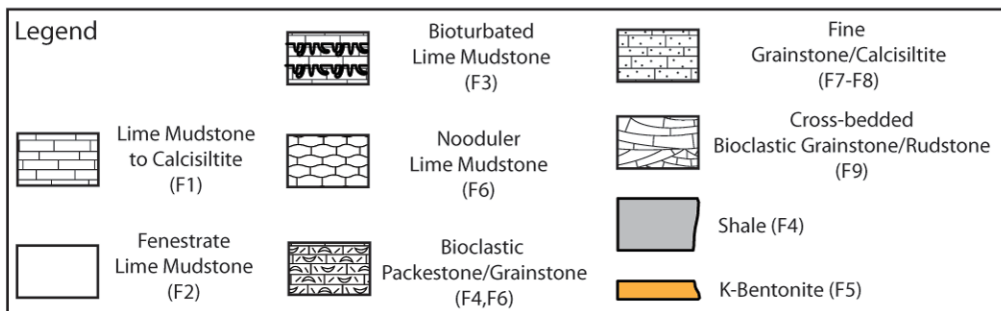 Legend
Lime Mudstone
to Calcisiltite
(F1)
Fenestrate
Lime Mudstone
(F2)
Bioturbated
Lime Mudstone
(F3)
Nooduler
Lime Mudstone
(F6)
Bioclastic
Packestone/Grainstone
(F4,F6)
Fine
Grainstone/Calcisiltite
(F7-F8)
Cross-bedded
Bioclastic Grainstone/Rudstone
(F9)
Shale (F4)
K-Bentonite (F5)